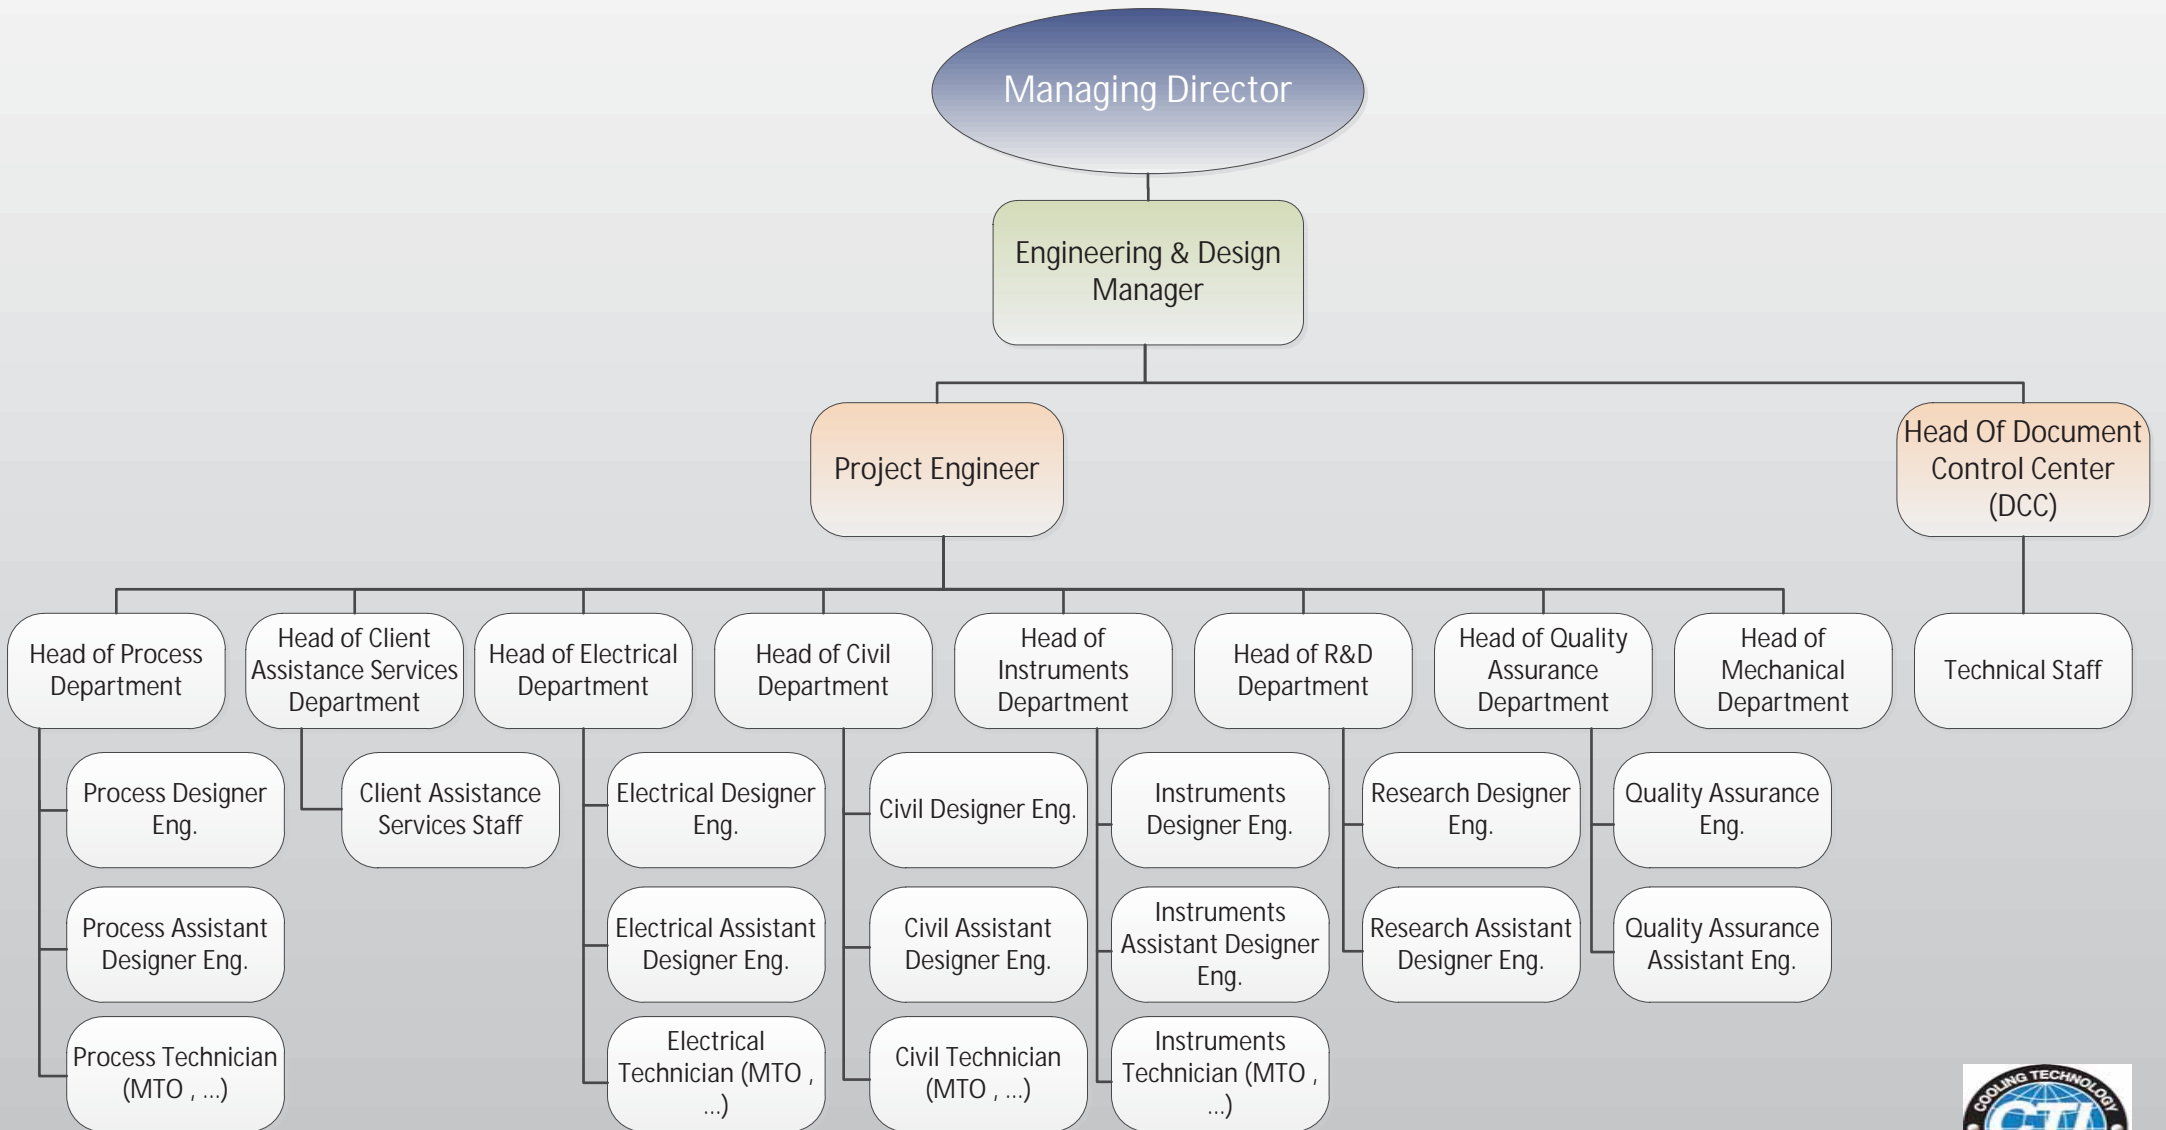 Managing Director
Engineering & Design
Manager
Project Engineer
Head Of Document
Control Center
(DCC)
Head of Process
Department
Head of Client
Assistance Services
Department
Head of Electrical
Department
Head of Civil
Department
Head of
Instruments
Department
Head of R&D
Department
Head of Quality
Assurance
Department
Head of
Mechanical
Department
Technical Staff
Process Designer
Eng.
Client Assistance
Services Staff
Electrical Designer
Eng.
Civil Designer Eng.
Instruments
Designer Eng.
Research Designer
Eng.
Quality Assurance
Eng.
Process Assistant
Designer Eng.
Electrical Assistant
Designer Eng.
Civil Assistant
Designer Eng.
Instruments
Assistant Designer
Eng.
Research Assistant
Designer Eng.
Quality Assurance
Assistant Eng.
Process Technician
(MTO , ...)
Electrical
Technician (MTO ,
...)
Civil Technician
(MTO , ...)
Instruments
Technician (MTO ,
...)
COOLING TECHNOLOGY
CTI